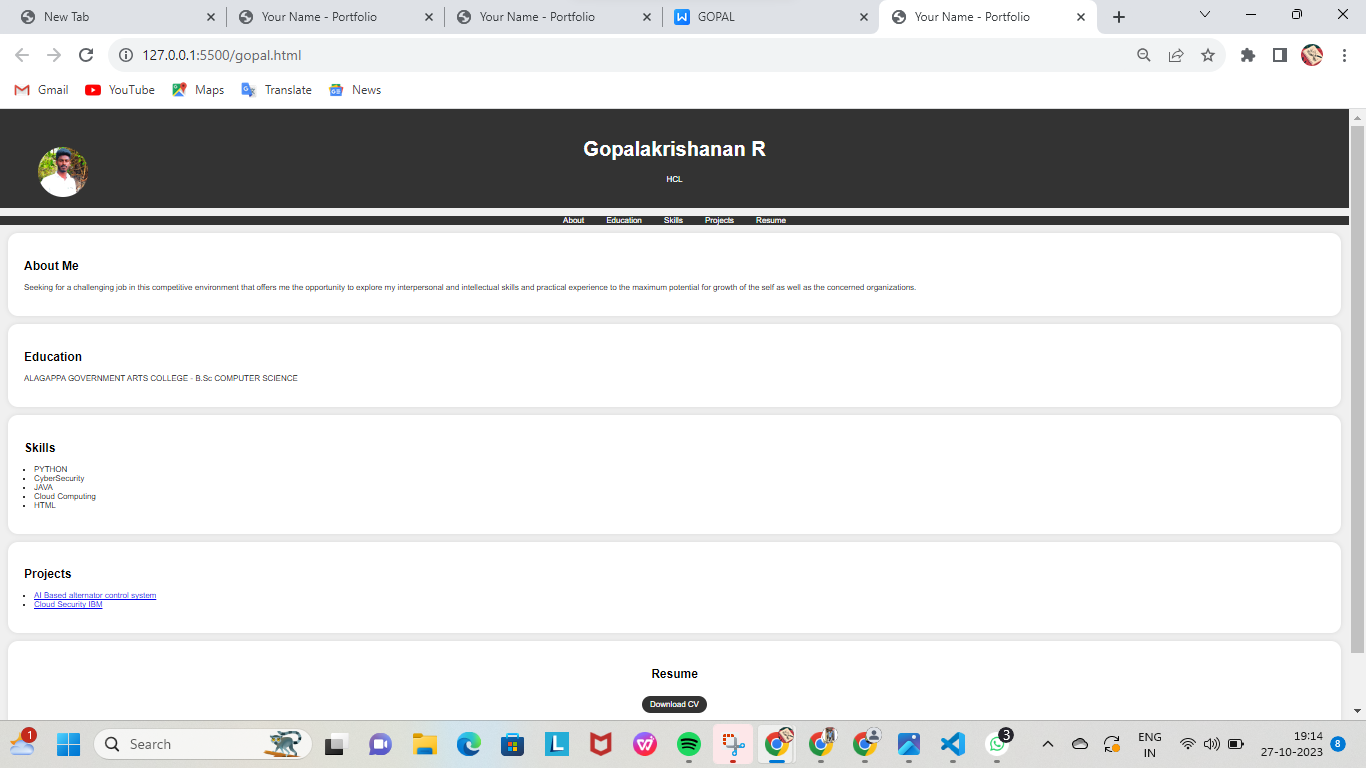 New Tab
Your Name - Portfolio
Your Name - Portfolio
GOPAL
Your Name - Portfolio
127.0.0.1:5500/gopal.html
Gmail
YouTube
Maps
Translate
News
Gopalakrishanan R
HCL
About
Education
Skills
Projects
Resume
About Me
Seeking for a challenging job in this competitive environment that offers me the opportunity to explore my interpersonal and intellectual skills and practical experience to the maximum potential for growth of the self as well as the concerned organizations.
Education
ALAGAPPA GOVERNMENT ARTS COLLEGE - B.Sc COMPUTER SCIENCE
Skills
PYTHON
CyberSecurity
JAVA
Cloud Computing
HTML
Projects
AI Based alternator control system
Cloud Security IBM
Resume
Download CV
1
Search
3
ENG
IN
19:14
27-10-2023
8